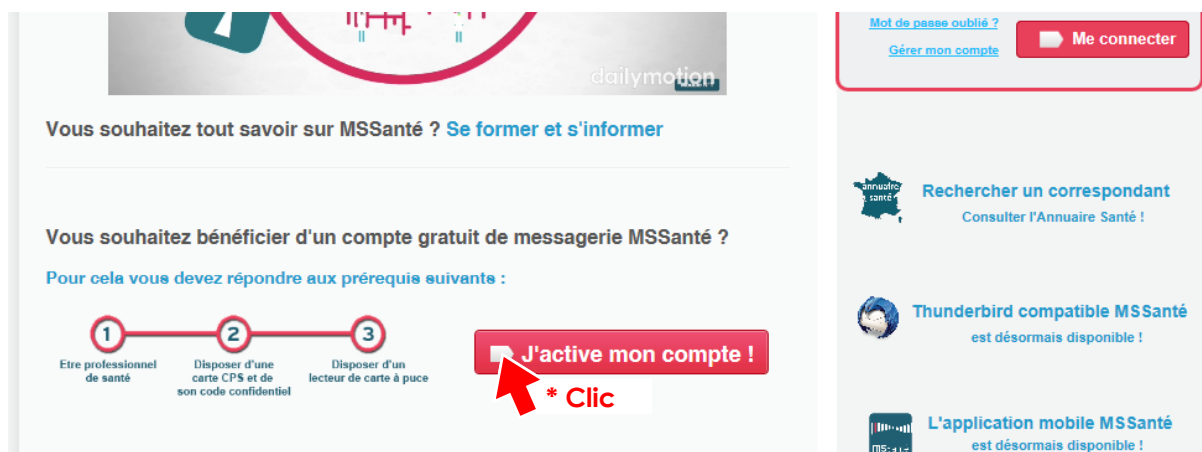 dailymotion
Vous souhaitez tout savoir sur MSSanté ? Se former et s'informer
Vous souhaitez bénéficier d'un compte gratuit de messagerie MSSanté ?
Pour cela vous devez répondre aux prérequis suivants :
1
Etre professionnel
de santé
2
Disposer d'une
carte CPS et de
son code confidentiel
3
Disposer d'un
lecteur de carte à puce
J'active mon compte !
* Clic
Mot de passe oublié ?
Gérer mon compte
Me connecter
annuaire
santé
Rechercher un correspondant
Consulter l'Annuaire Santé !
Thunderbird compatible MSSanté
est désormais disponible !
L'application mobile MSSanté
est désormais disponible !